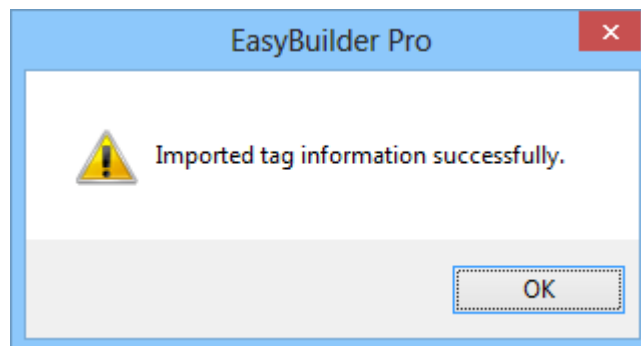 EasyBuilder Pro
Imported tag information successfully.
OK